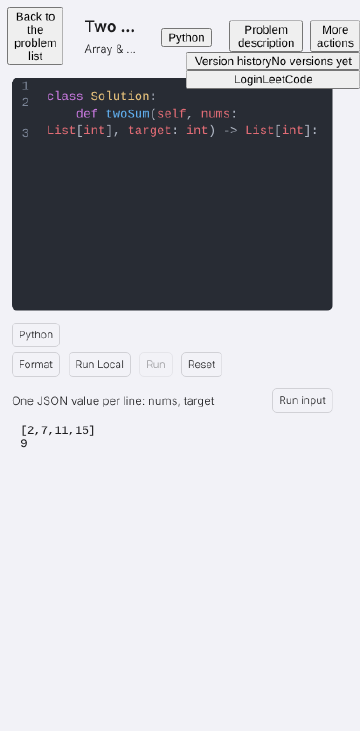 Back to
the
problem
list
Two ...
Array & ...
Python
Problem
description
More
actions
Version historyNo versions yet
LoginLeetCode
1
class Solution:
2
def twoSum(self, nums:
List[int], target: int) -> List[int]:
3
Python
Format
Run Local
Run
Reset
One JSON value per line: nums, target
Run input
[2,7,11,15]
9